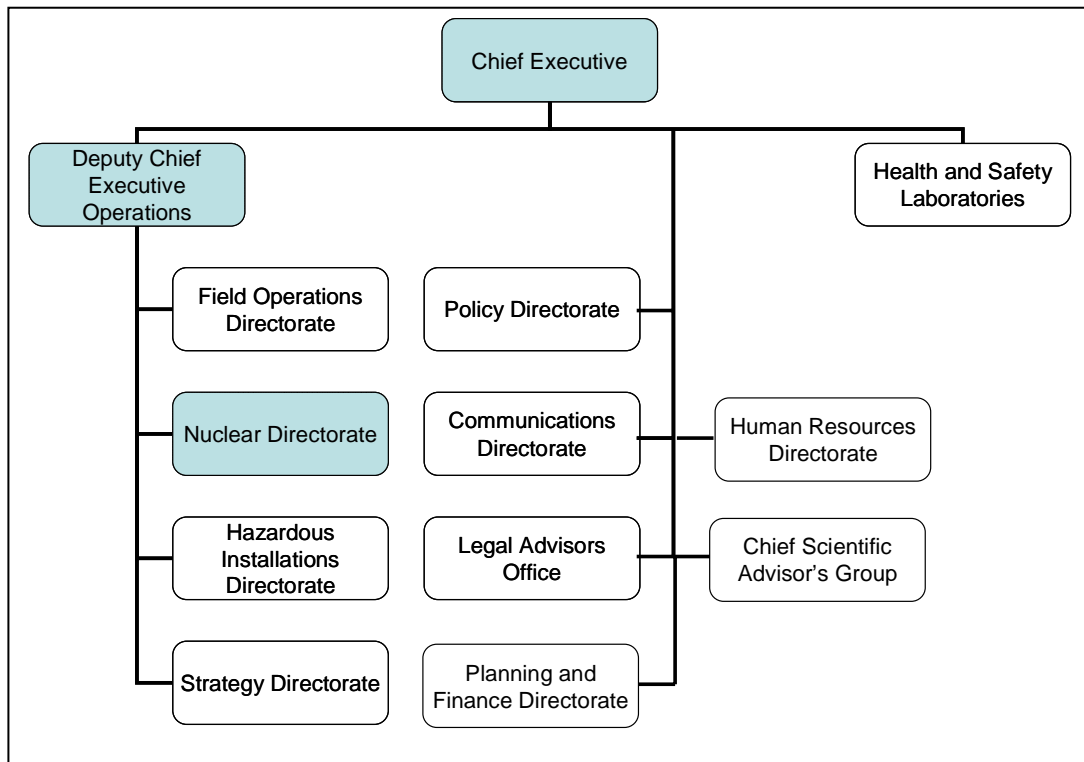 Chief Executive
Deputy Chief
Executive
Operations
Health and Safety
Laboratories
Field Operations
Directorate
Policy Directorate
Nuclear Directorate
Communications
Directorate
Human Resources
Directorate
Hazardous
Installations
Directorate
Legal Advisors
Office
Chief Scientific
Advisor's Group
Strategy Directorate
Planning and
Finance Directorate